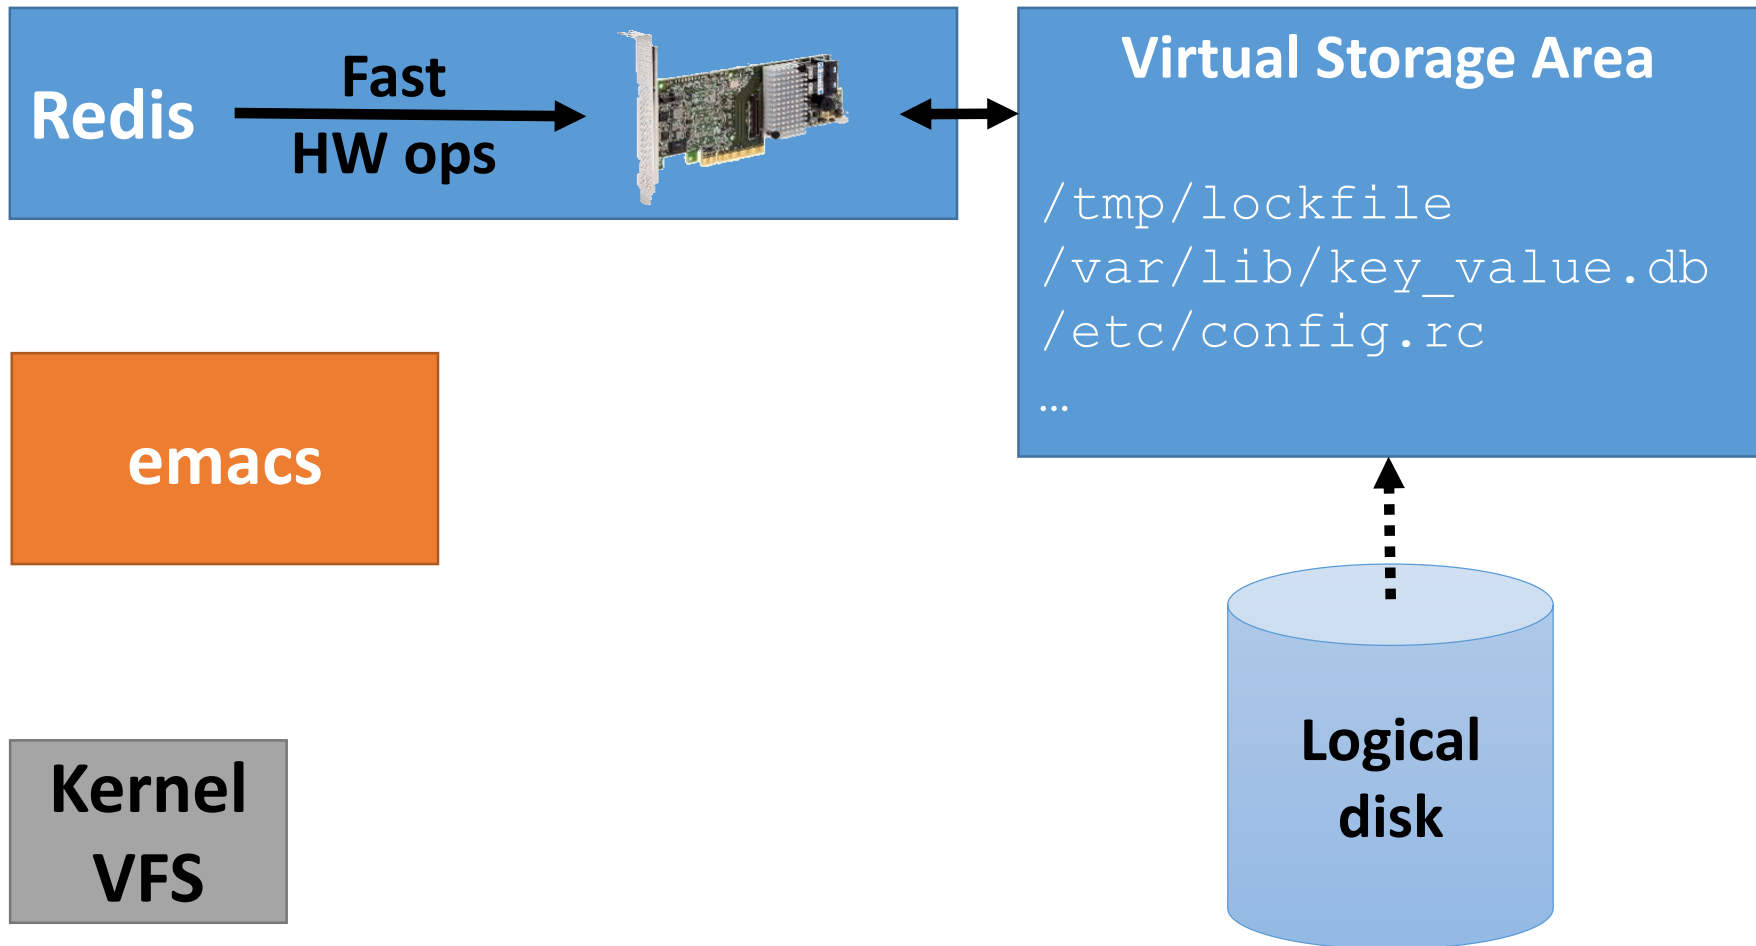 Redis
Fast
HW ops
Virtual Storage Area
/tmp/lockfile
/var/lib/key_value.db
/etc/config.rc
…
emacs
Kernel
VFS
Logical
disk